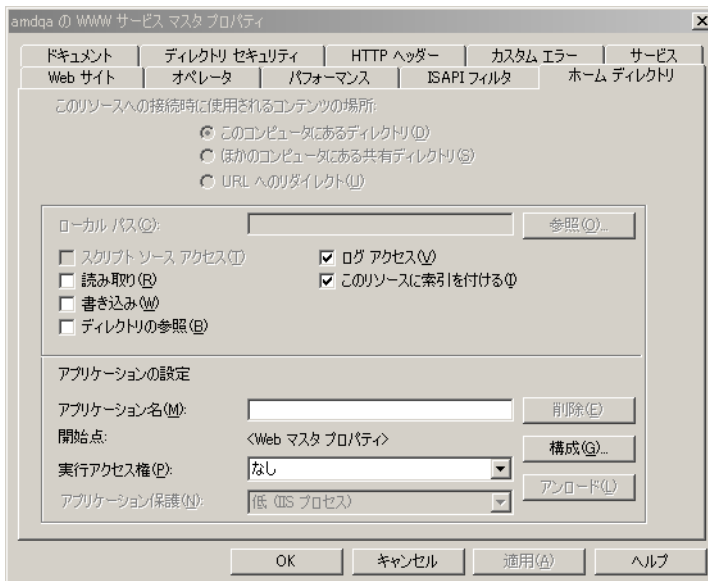 amdqa の WWW サービス マスタ プロパティ
ドキュメント ディレクトリ セキュリティ HTTP ヘッダー カスタム エラー サービス
Web サイト オペレータ パフォーマンス ISAPI フィルタ ホーム ディレクトリ
このリソースへの接続時に使用されるコンテンツの場所:
このコンピュータにあるディレクトリ(D)
ほかのコンピュータにある共有ディレクトリ(S)
URL へのリダイレクト(U)
ローカル パス(C): 参照(O)...
スクリプト ソース アクセス(T) ログ アクセス(V)
読み取り(R) このリソースに索引を付ける(I)
書き込み(W)
ディレクトリの参照(B)
アプリケーションの設定
アプリケーション名(M): 削除(E)
開始点: <Web マスタ プロパティ> 構成(G)...
実行アクセス権(P): なし
アプリケーション保護(N): 低 (IIS プロセス) アンロード(L)
OK キャンセル 適用(A) ヘルプ